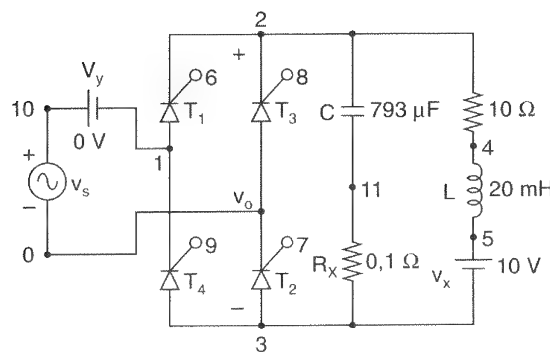 2
+
V_y
6
8
10
T_1
T_3
C
793 µF
10 Ω
0 V
4
+
1
11
v_s
v_o
L
20 mH
−
9
7
5
0
T_4
T_2
R_X
0,1 Ω
v_x
10 V
−
3